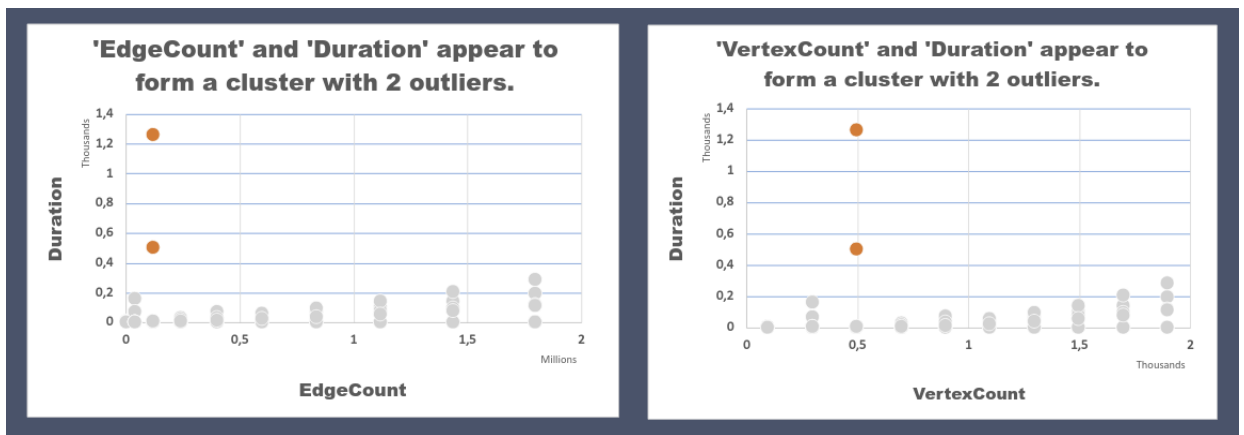 'EdgeCount' and 'Duration' appear to
form a cluster with 2 outliers.
1,4
1,2
1
0,8
0,6
0,4
0,2
0
Thousands
Duration
0
0,5
1
1,5
2
Millions
EdgeCount
'VertexCount' and 'Duration' appear to
form a cluster with 2 outliers.
1,4
1,2
1
0,8
0,6
0,4
0,2
0
Thousands
Duration
0
0,5
1
1,5
2
Thousands
VertexCount